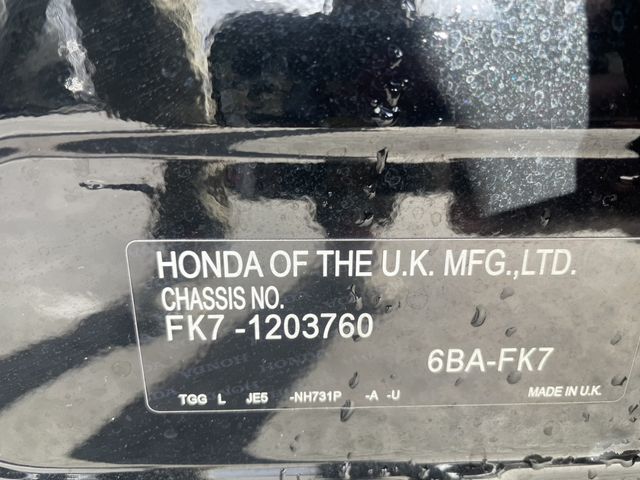 HONDA OF THE U.K. MFG.,LTD.
CHASSIS NO.
FK7 -1203760
6BA-FK7
TGG L JE5 -NH731P -A -U
MADE IN U.K.